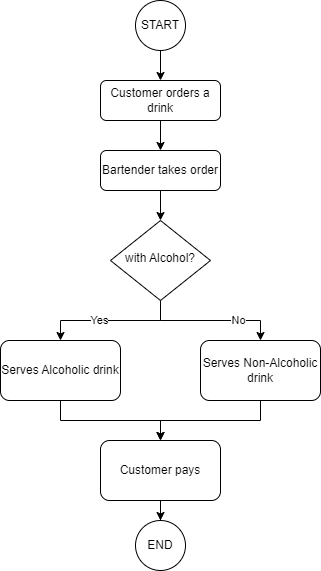 START
Customer orders a
drink
Bartender takes order
with Alcohol?
Yes
No
Serves Alcoholic drink
Serves Non-Alcoholic
drink
Customer pays
END